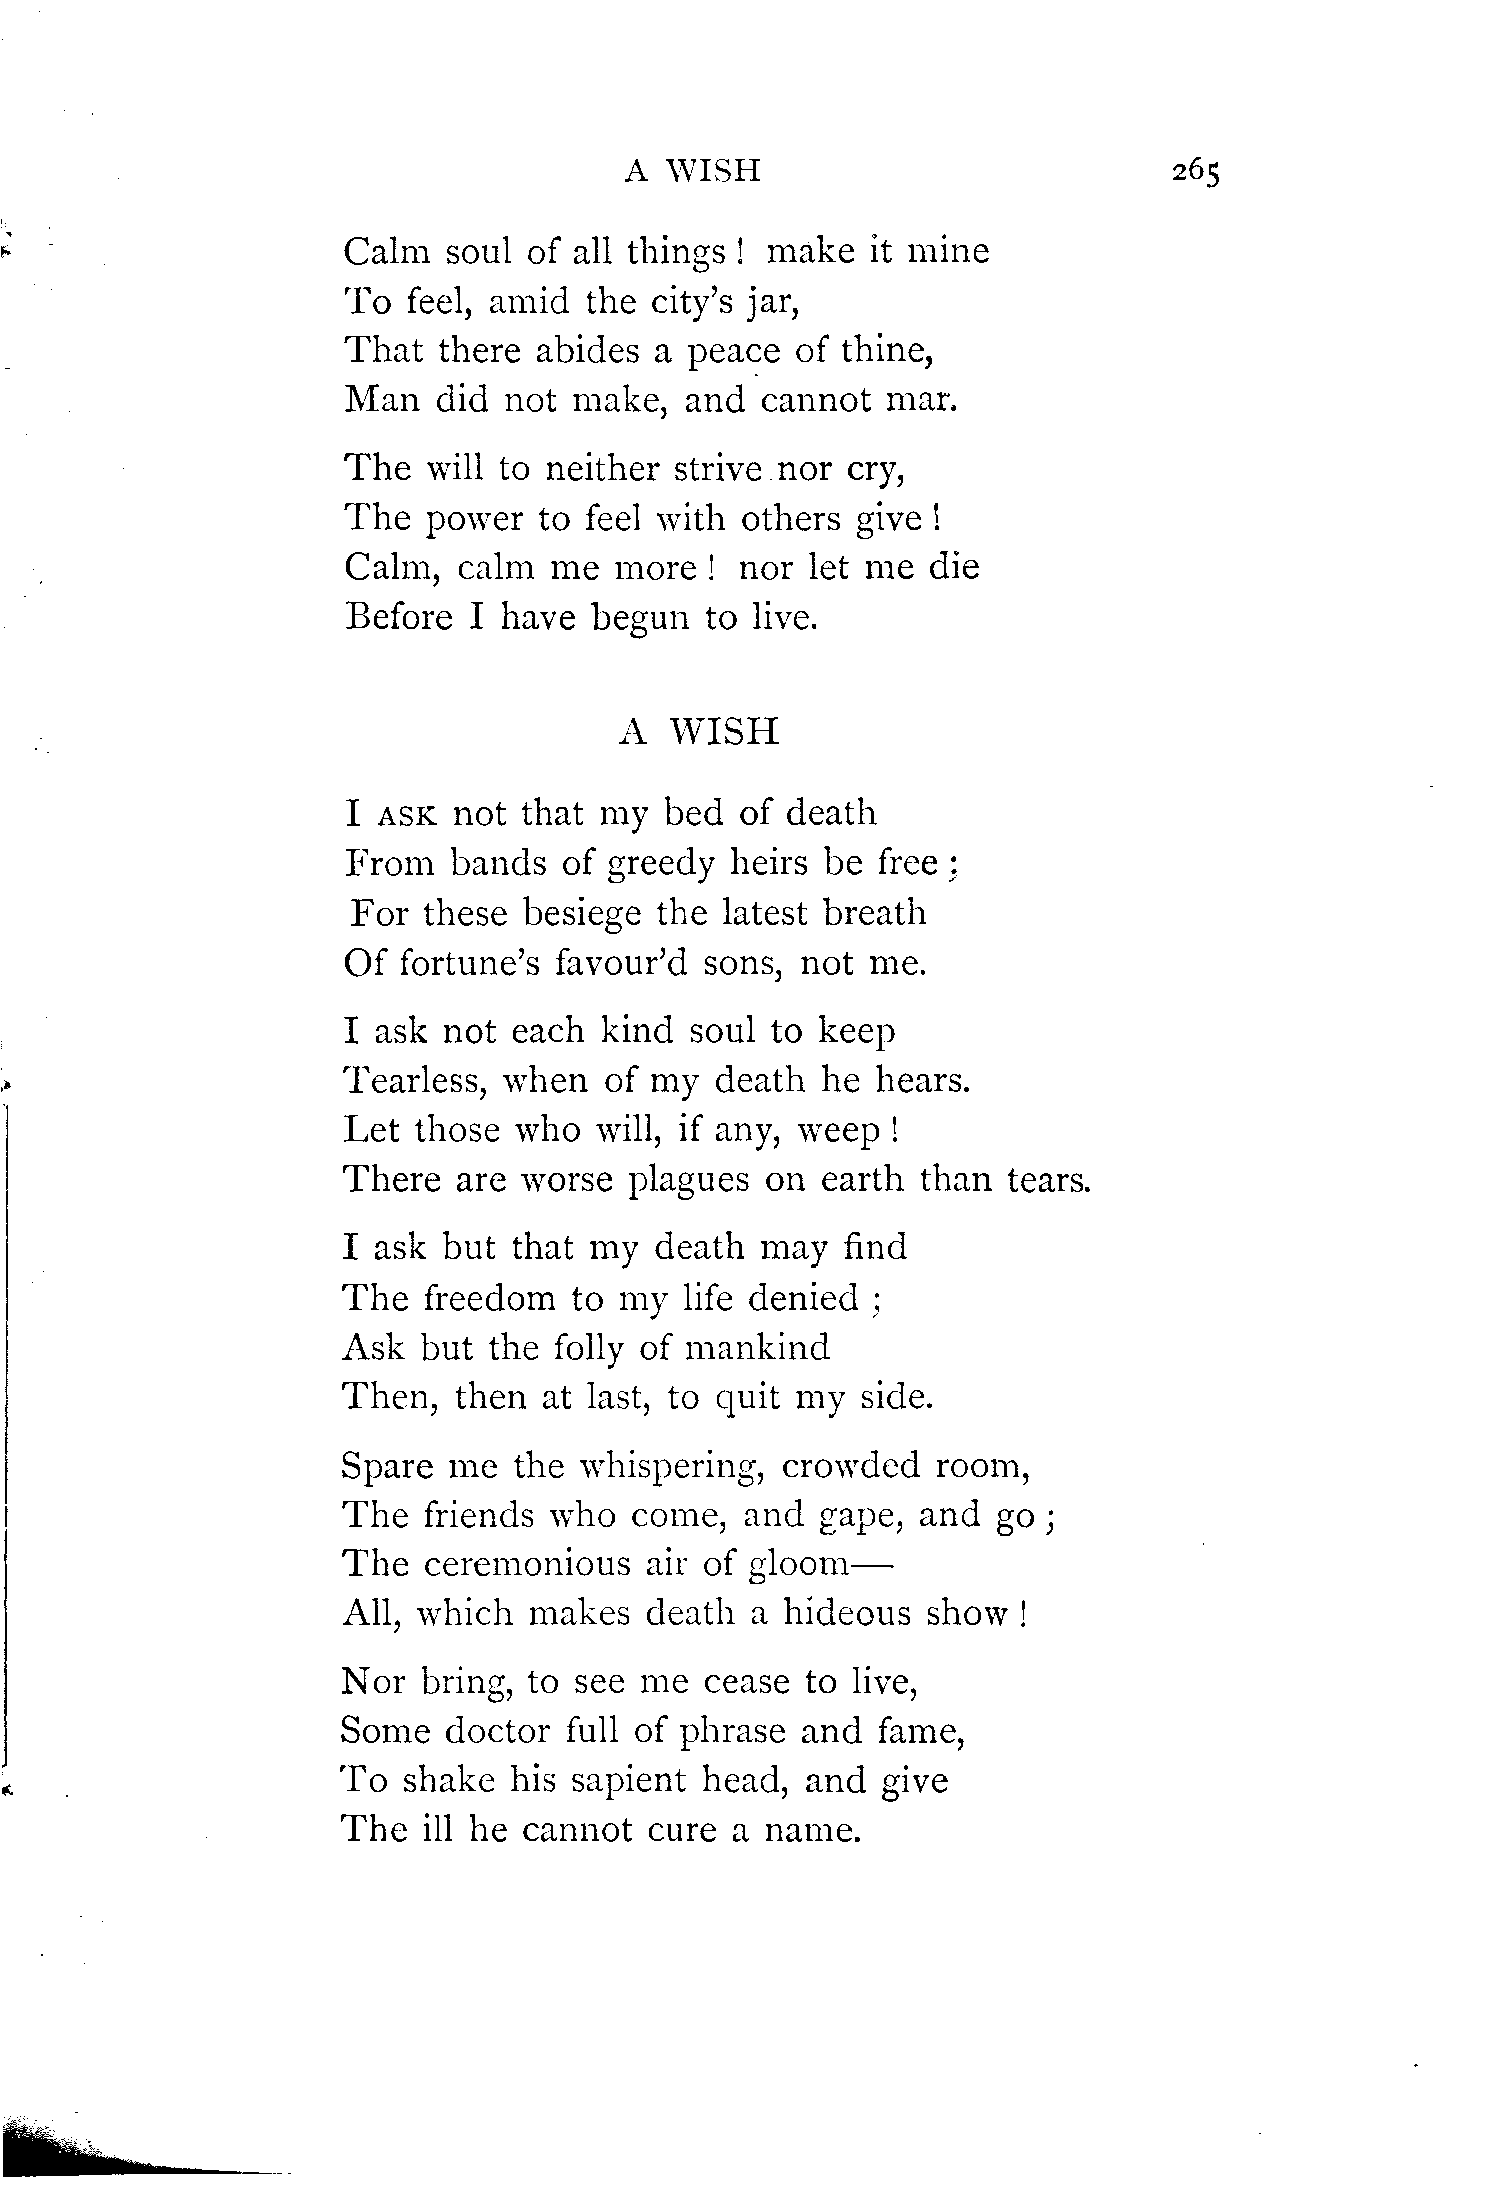 A WISH 265
Calm soul of all things ! make it mine
To feel, amid the city's jar,
That there abides a peace of thine,
Man did not make, and cannot mar.
The will to neither strive nor cry,
The power to feel with others give !
Calm, calm me more ! nor let me die
Before I have begun to live.
A WISH
I ASK not that my bed of death
From bands of greedy heirs be free ;
For these besiege the latest breath
Of fortune's favour'd sons, not me.
I ask not each kind soul to keep
Tearless, when of my death he hears.
Let those who will, if any, weep !
There are worse plagues on earth than tears.
I ask but that my death may find
The freedom to my life denied ;
Ask but the folly of mankind
Then, then at last, to quit my side.
Spare me the whispering, crowded room,
The friends who come, and gape, and go ;
The ceremonious air of gloom—
All, which makes death a hideous show !
Nor bring, to see me cease to live,
Some doctor full of phrase and fame,
To shake his sapient head, and give
The ill he cannot cure a name.